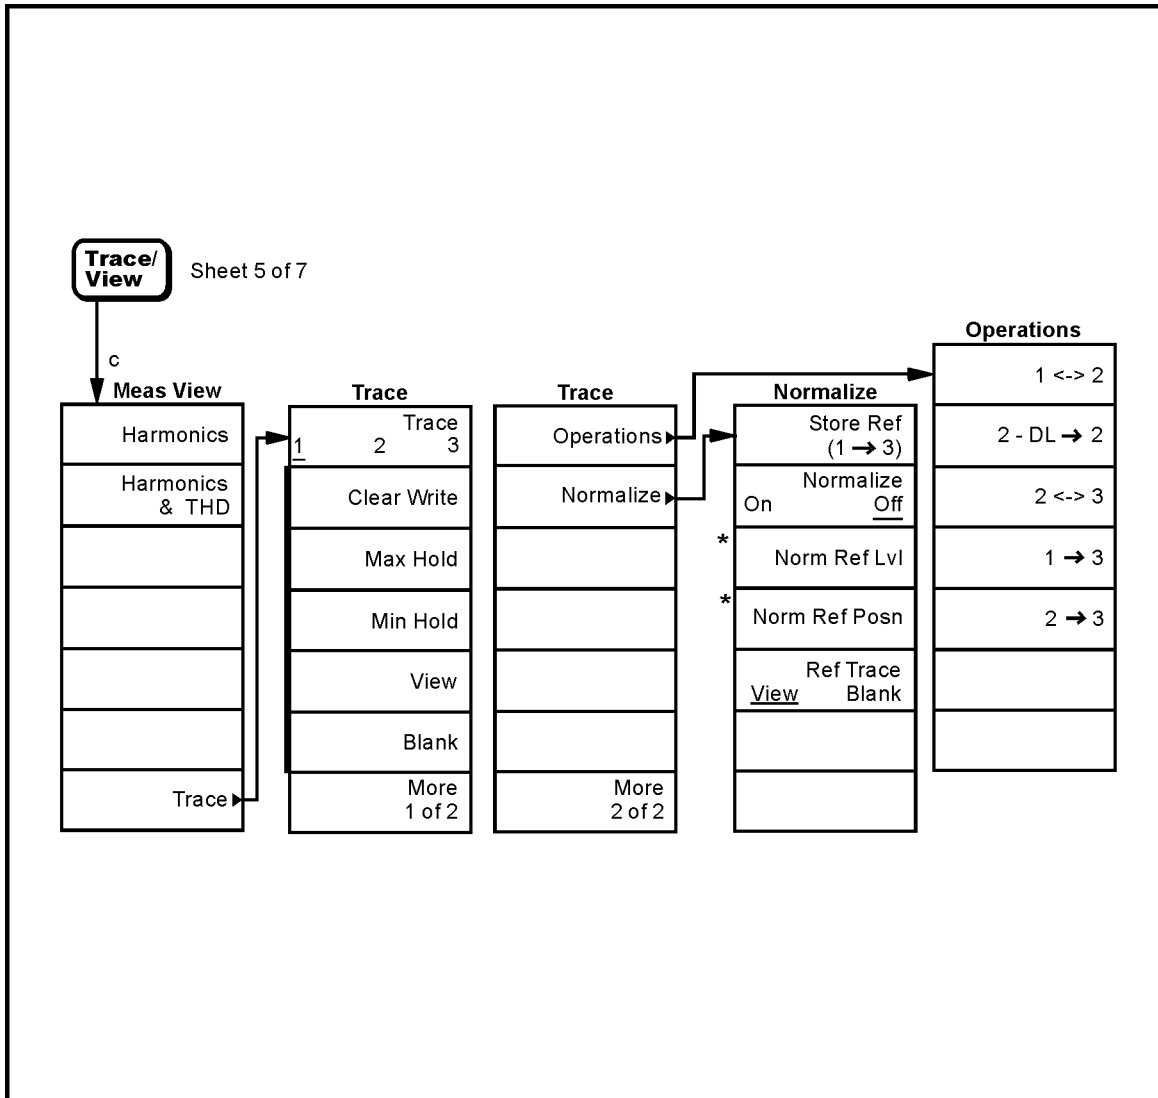 Trace/
View
Sheet 5 of 7
c
Meas View
Harmonics
Harmonics
& THD
Trace
Trace
Trace
1 2 3
Clear Write
Max Hold
Min Hold
View
Blank
More
1 of 2
Trace
Operations
Normalize
More
2 of 2
Normalize
Store Ref
(1 → 3)
Normalize
On Off
*
Norm Ref Lvl
*
Norm Ref Posn
Ref Trace
View Blank
Operations
1 <-> 2
2 - DL → 2
2 <-> 3
1 → 3
2 → 3